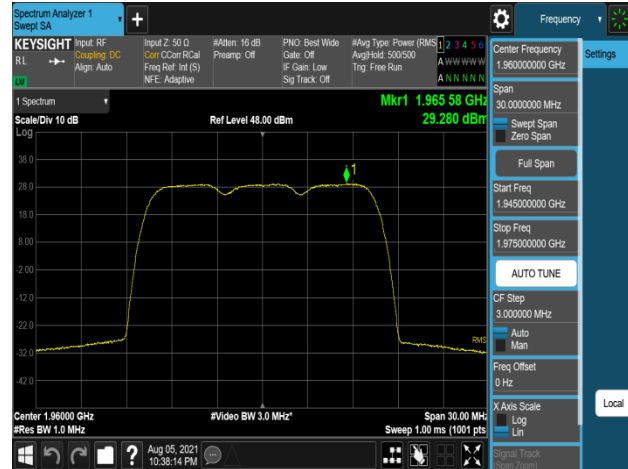 Spectrum Analyzer 1
Swept SA
+
Frequency
KEYSIGHT
RL
Input: RF
Coupling: DC
Align: Auto
Input Z: 50 Ω
Corr CCorr RCal
Freq Ref: Int (S)
NFE: Adaptive
#Atten: 16 dB
Preamp: Off
PNO: Best Wide
Gate: Off
IF Gain: Low
Sig Track: Off
#Avg Type: Power (RMS
Avg|Hold: 500/500
Trig: Free Run
1 2 3 4 5 6
A W W W W W
A N N N N N
LV
1 Spectrum
Scale/Div 10 dB
Log
Ref Level 48.00 dBm
Mkr1 1.965 58 GHz
29.280 dBm
1
38.0
28.0
18.0
8.00
-2.00
-12.0
-22.0
-32.0
-42.0
RMS
Center 1.96000 GHz
#Res BW 1.0 MHz
#Video BW 3.0 MHz*
Span 30.00 MHz
Sweep 1.00 ms (1001 pts
?
Aug 05, 2021
10:38:14 PM
Center Frequency
1.960000000 GHz
Span
30.0000000 MHz
Swept Span
Zero Span
Full Span
Start Freq
1.945000000 GHz
Stop Freq
1.975000000 GHz
AUTO TUNE
CF Step
3.000000 MHz
Auto
Man
Freq Offset
0 Hz
X Axis Scale
Log
Lin
Signal Track
(Span Zoom)
Settings
Local